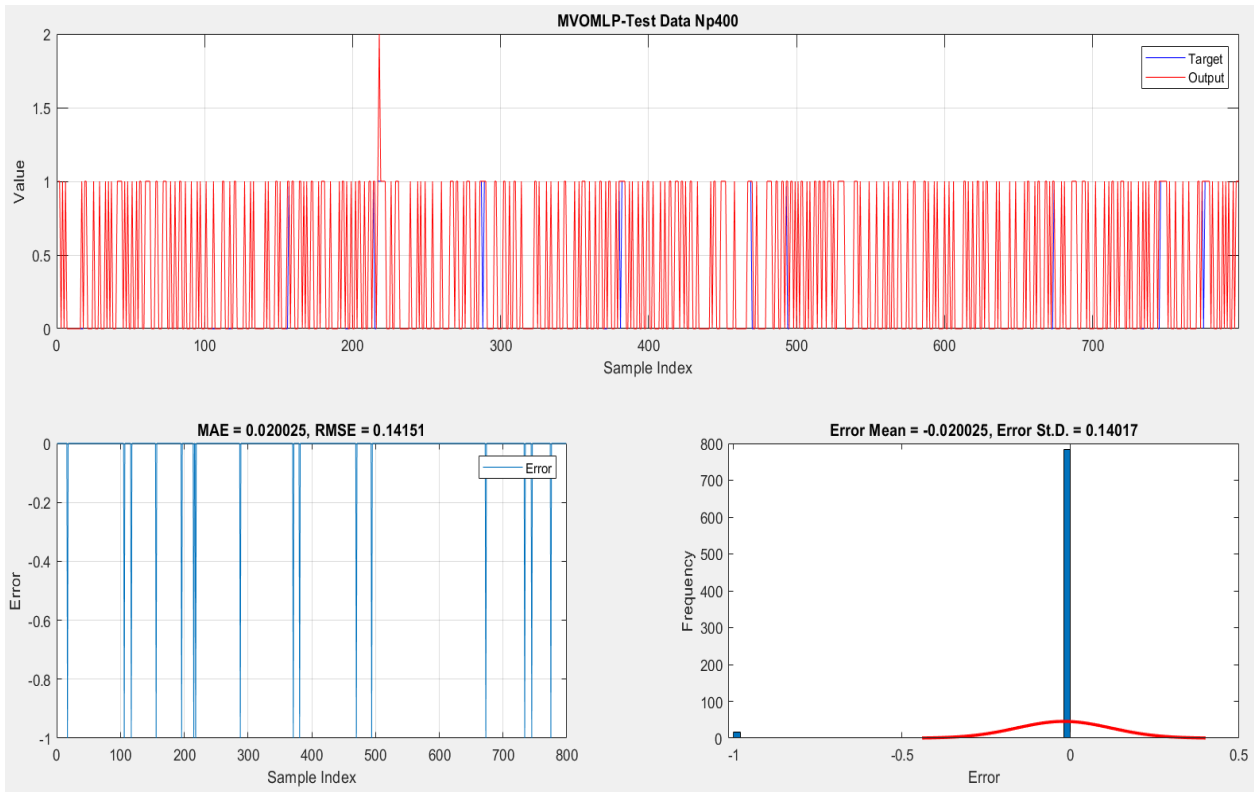 MVOMLP-Test Data Np400
2
1.5
1
0.5
0
Value
Target
Output
0 100 200 300 400 500 600 700
Sample Index
MAE = 0.020025, RMSE = 0.14151
0
-0.2
-0.4
-0.6
-0.8
-1
Error
Error
0 100 200 300 400 500 600 700 800
Sample Index
Error Mean = -0.020025, Error St.D. = 0.14017
800
700
600
500
400
300
200
100
0
Frequency
-1 -0.5 0 0.5
Error